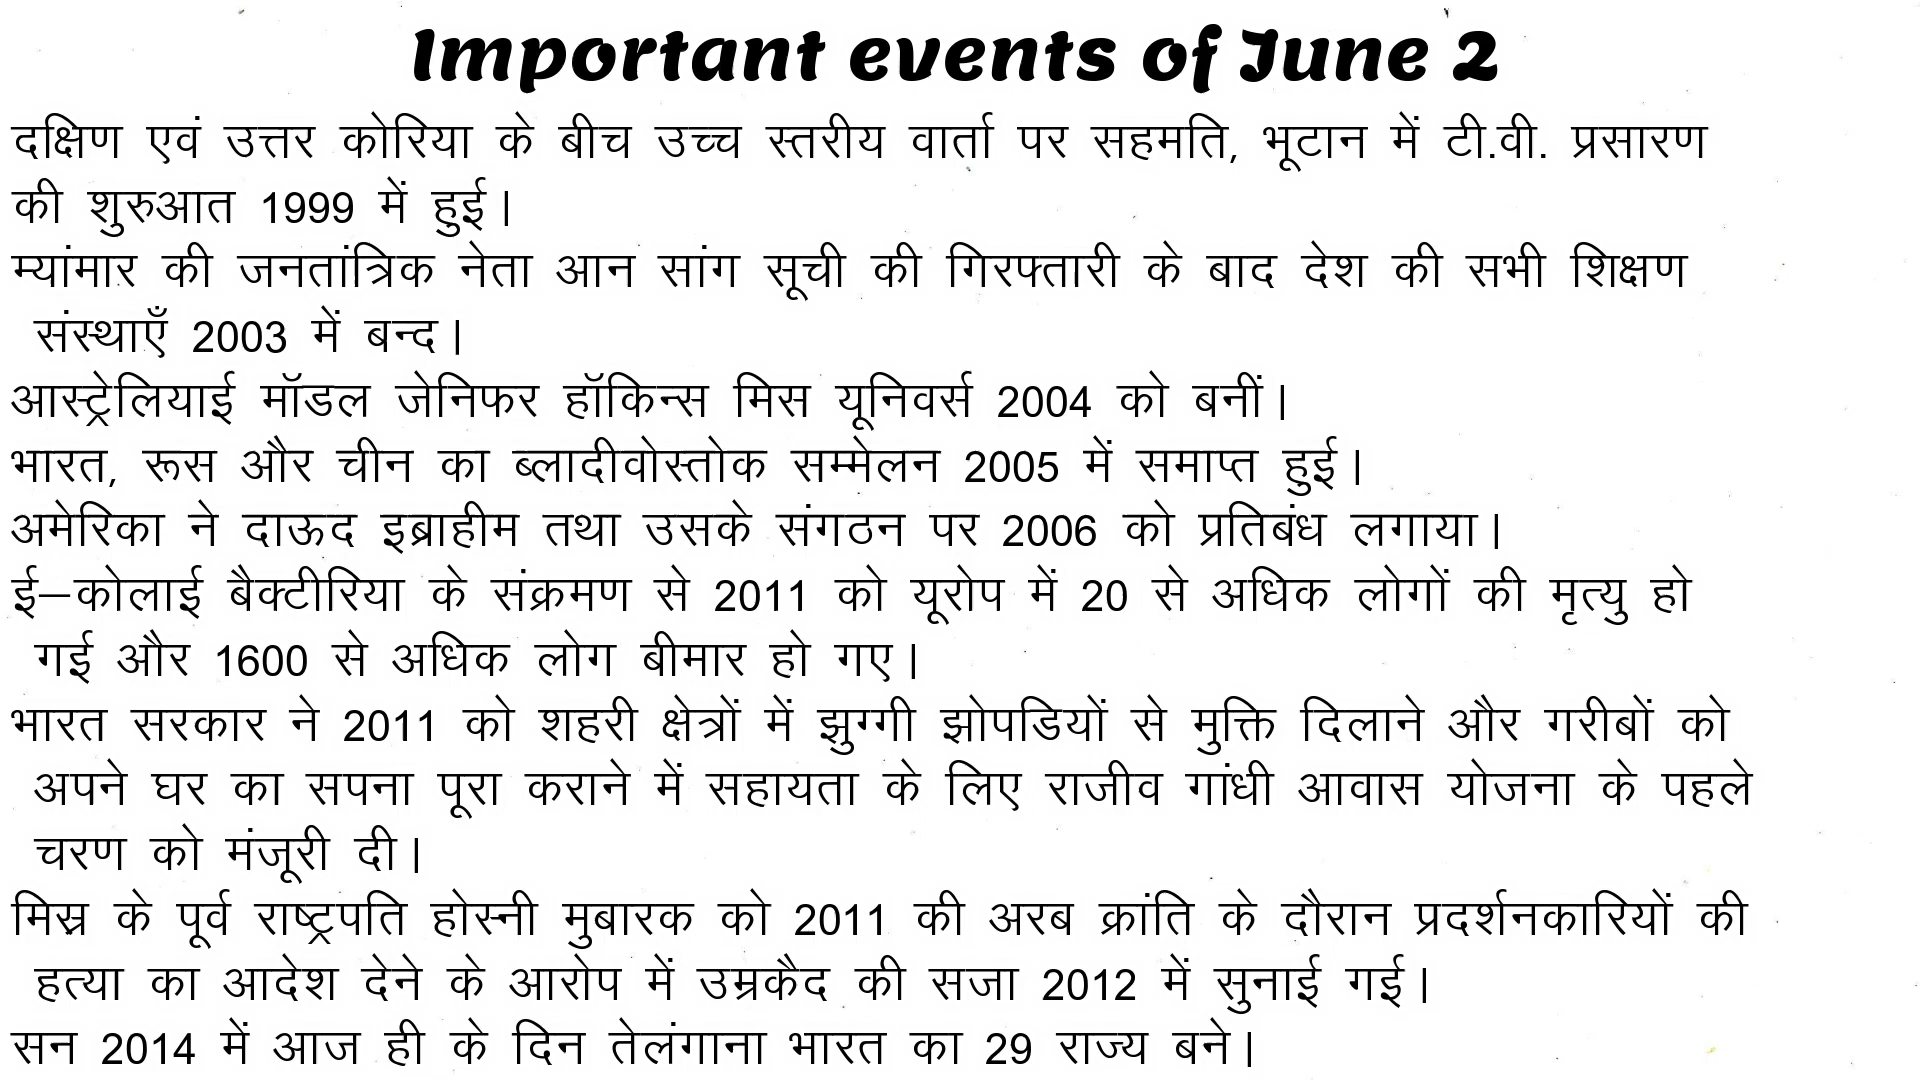 Important events of June 2
दक्षिण एवं उत्तर कोरिया के बीच उच्च स्तरीय वार्ता पर सहमति, भूटान में टी.वी. प्रसारण
की शुरुआत 1999 में हुई।
म्यांमार की जनतांत्रिक नेता आन सांग सूची की गिरफ्तारी के बाद देश की सभी शिक्षण
संस्थाएँ 2003 में बन्द।
आस्ट्रेलियाई मॉडल जेनिफर हॉकिन्स मिस यूनिवर्स 2004 को बनीं।
भारत, रूस और चीन का ब्लादीवोस्तोक सम्मेलन 2005 में समाप्त हुई।
अमेरिका ने दाऊद इब्राहीम तथा उसके संगठन पर 2006 को प्रतिबंध लगाया।
ई–कोलाई बैक्टीरिया के संक्रमण से 2011 को यूरोप में 20 से अधिक लोगों की मृत्यु हो
गई और 1600 से अधिक लोग बीमार हो गए।
भारत सरकार ने 2011 को शहरी क्षेत्रों में झुग्गी झोपडियों से मुक्ति दिलाने और गरीबों को
अपने घर का सपना पूरा कराने में सहायता के लिए राजीव गांधी आवास योजना के पहले
चरण को मंजूरी दी।
मिस्र के पूर्व राष्ट्रपति होस्नी मुबारक को 2011 की अरब क्रांति के दौरान प्रदर्शनकारियों की
हत्या का आदेश देने के आरोप में उम्रकैद की सजा 2012 में सुनाई गई।
सन 2014 में आज ही के दिन तेलंगाना भारत का 29 राज्य बने।